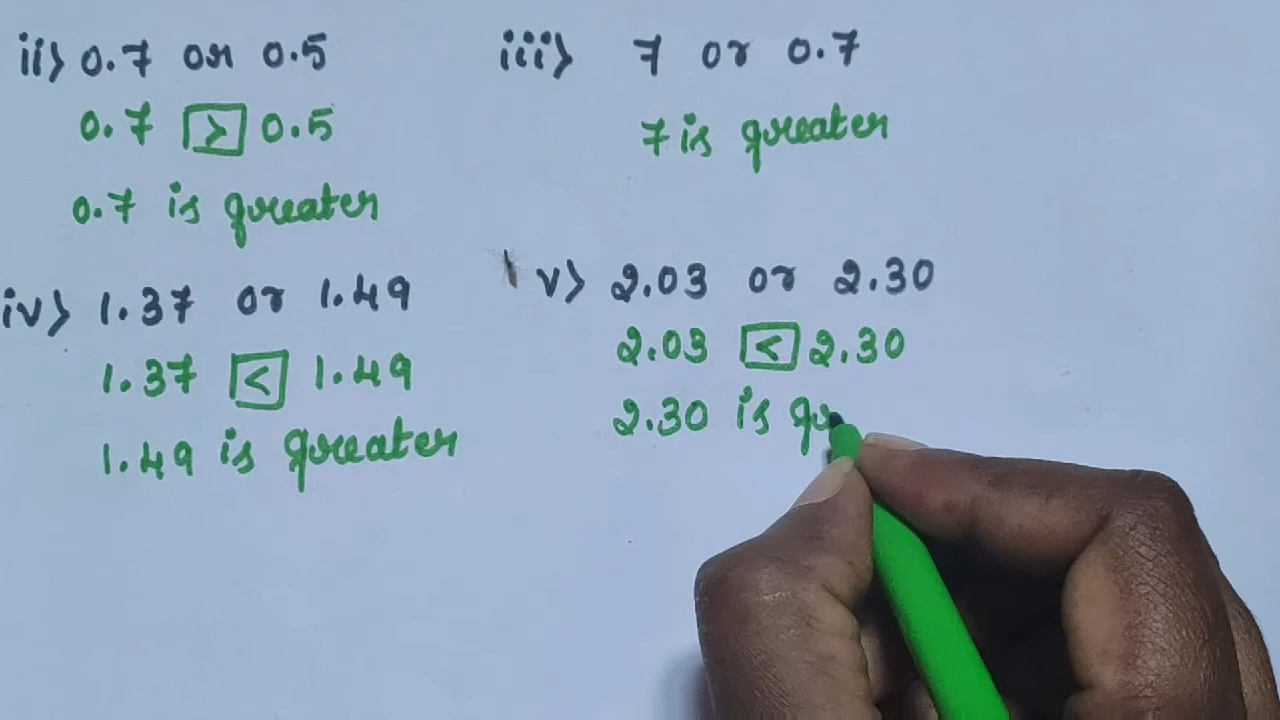 ii) 0.7 or 0.5
0.7 > 0.5
0.7 is greater
iii) 7 or 0.7
7 is greater
iv) 1.37 or 1.49
1.37 < 1.49
1.49 is greater
v) 2.03 or 2.30
2.03 < 2.30
2.30 is